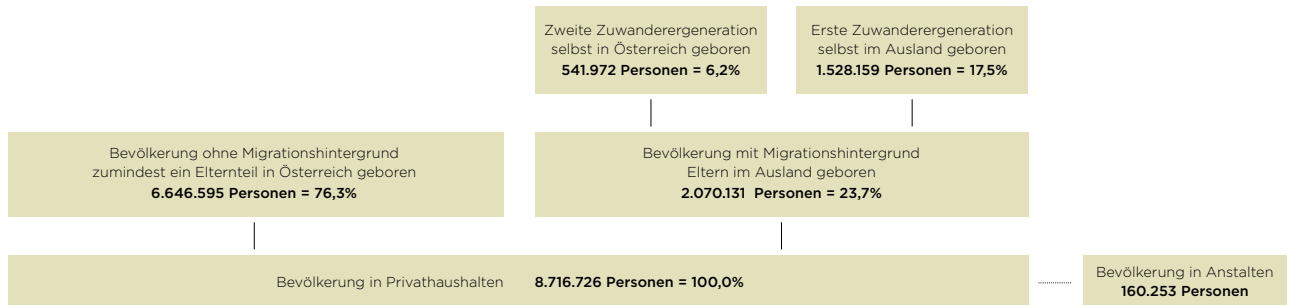 Zweite Zuwanderergeneration
selbst in Österreich geboren
541.972 Personen = 6,2%
Erste Zuwanderergeneration
selbst im Ausland geboren
1.528.159 Personen = 17,5%
Bevölkerung ohne Migrationshintergrund
zumindest ein Elternteil in Österreich geboren
6.646.595 Personen = 76,3%
Bevölkerung mit Migrationshintergrund
Eltern im Ausland geboren
2.070.131 Personen = 23,7%
Bevölkerung in Privathaushalten 8.716.726 Personen = 100,0%
Bevölkerung in Anstalten
160.253 Personen